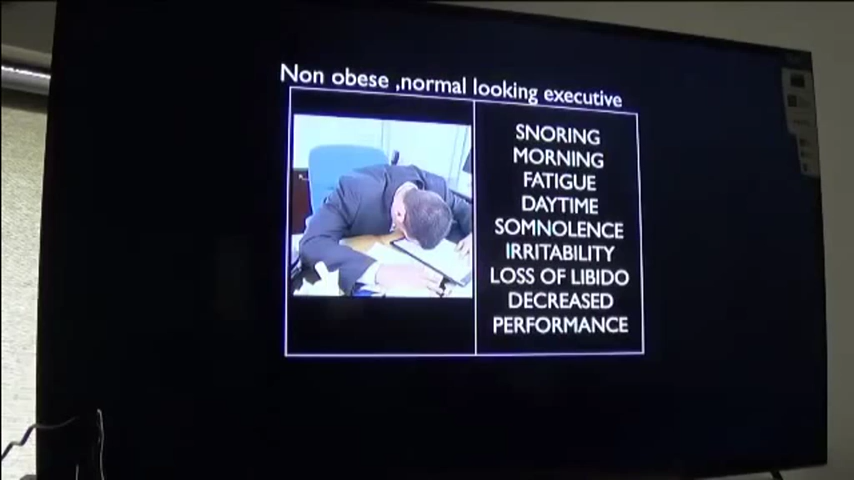 Non obese ,normal looking executive
SNORING
MORNING
FATIGUE
DAYTIME
SOMNOLENCE
IRRITABILITY
LOSS OF LIBIDO
DECREASED
PERFORMANCE